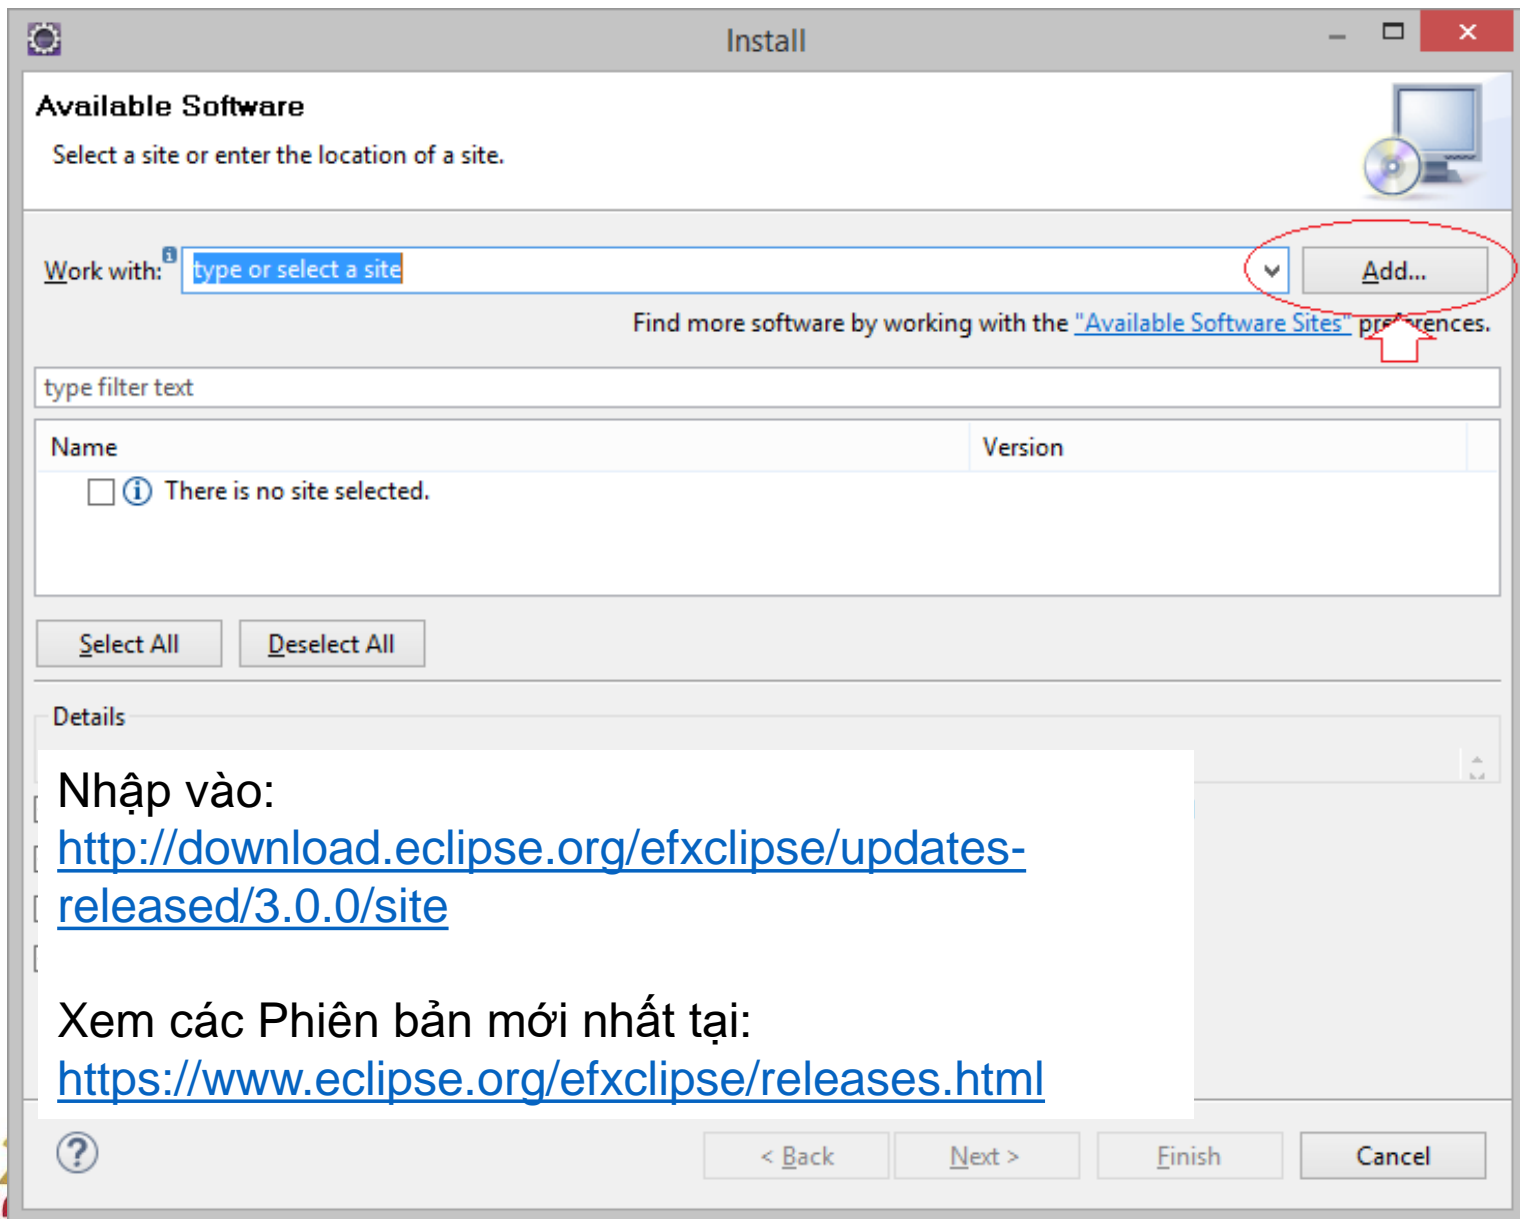 Install
Available Software
Select a site or enter the location of a site.
Work with: type or select a site Add...
Find more software by working with the "Available Software Sites" preferences.
type filter text
Name Version
There is no site selected.
Select All Deselect All
Details
Nhập vào:
http://download.eclipse.org/efxclipse/updates-
released/3.0.0/site
Xem các Phiên bản mới nhất tại:
https://www.eclipse.org/efxclipse/releases.html
< Back Next > Finish Cancel